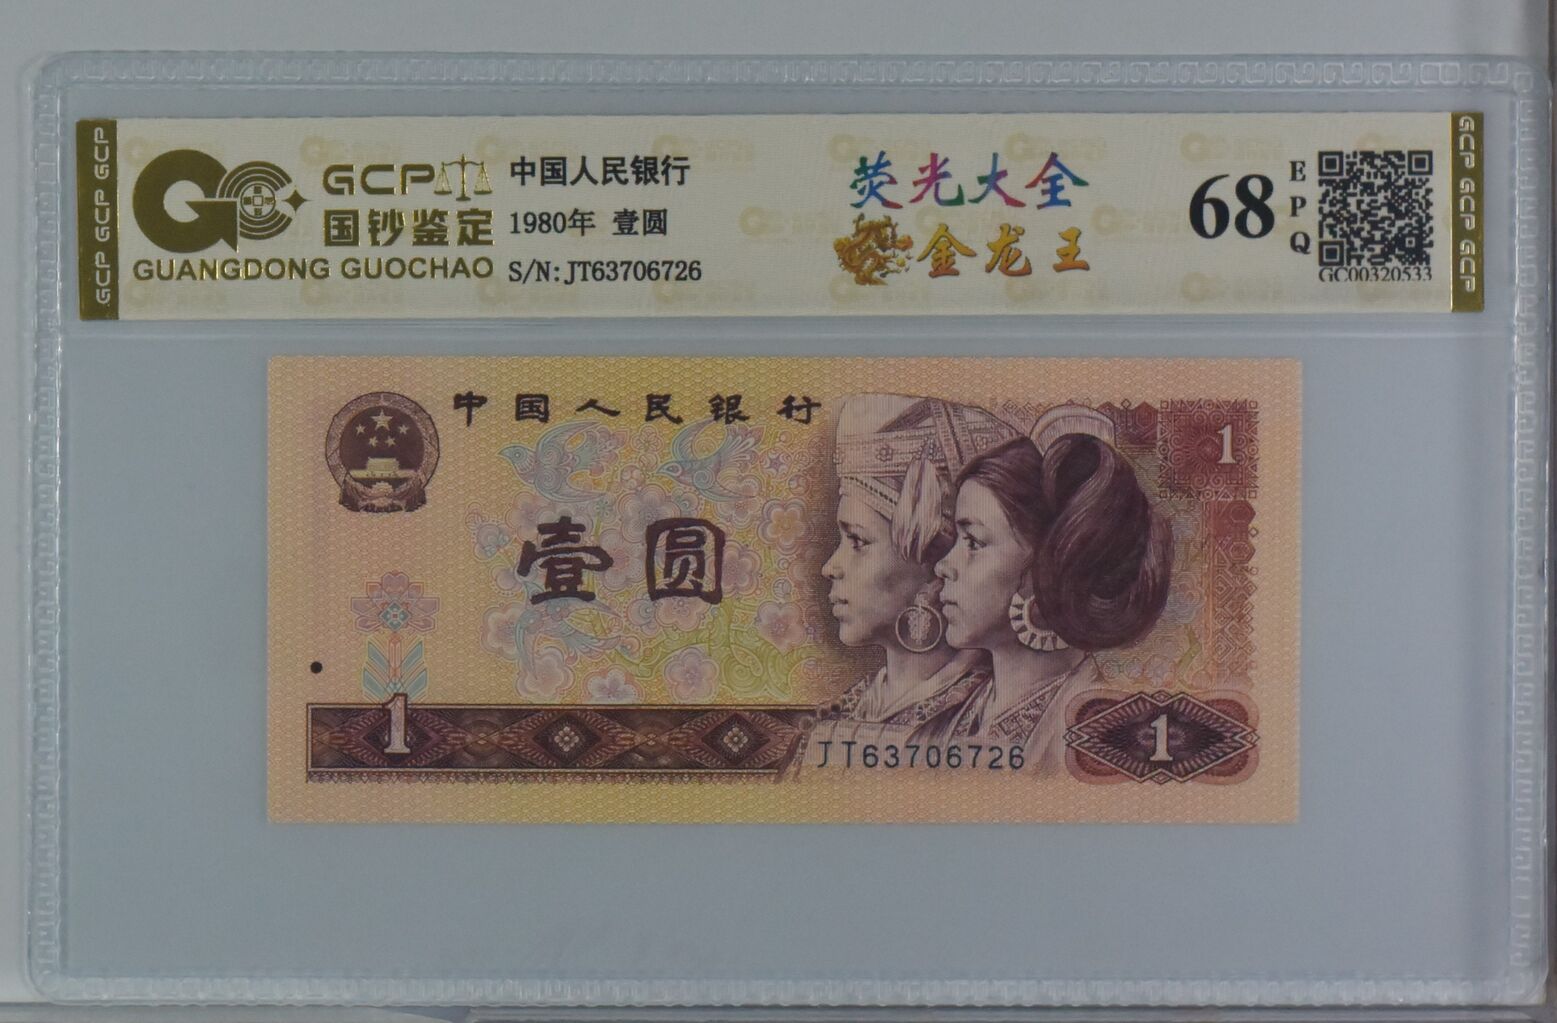 GCP GCP GCP
GCP
国钞鉴定
GUANGDONG GUOCHAO
中国人民银行
1980年 壹圆
S/N:JT63706726
荧光大全
金龙王
68
EPQ
GC00320533
GCP GCP GCP
中国人民银行
1
壹圆
1
JT63706726
1